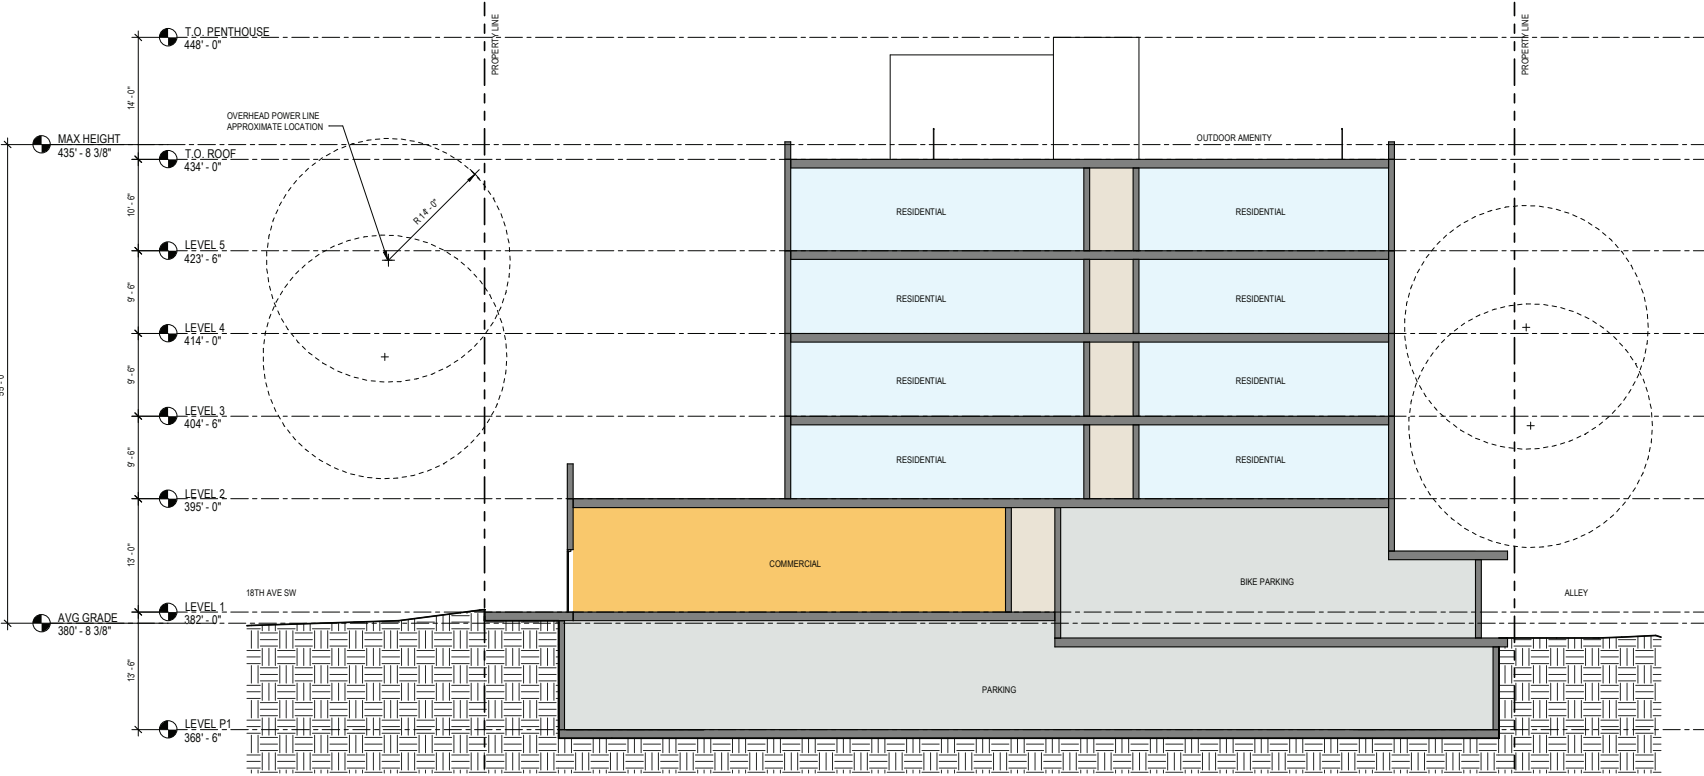 T.O. PENTHOUSE
448' - 0"
PROPERTY LINE
PROPERTY LINE
14' - 0"
OVERHEAD POWER LINE
APPROXIMATE LOCATION
MAX HEIGHT
435' - 8 3/8"
OUTDOOR AMENITY
T.O. ROOF
434' - 0"
10' - 6"
R 14' - 0"
RESIDENTIAL
RESIDENTIAL
LEVEL 5
423' - 6"
9' - 6"
RESIDENTIAL
RESIDENTIAL
LEVEL 4
414' - 0"
9' - 6"
RESIDENTIAL
RESIDENTIAL
LEVEL 3
404' - 6"
9' - 6"
RESIDENTIAL
RESIDENTIAL
LEVEL 2
395' - 0"
13' - 0"
COMMERCIAL
BIKE PARKING
18TH AVE SW
ALLEY
LEVEL 1
382' - 0"
AVG GRADE
380' - 8 3/8"
13' - 6"
PARKING
LEVEL P1
368' - 6"